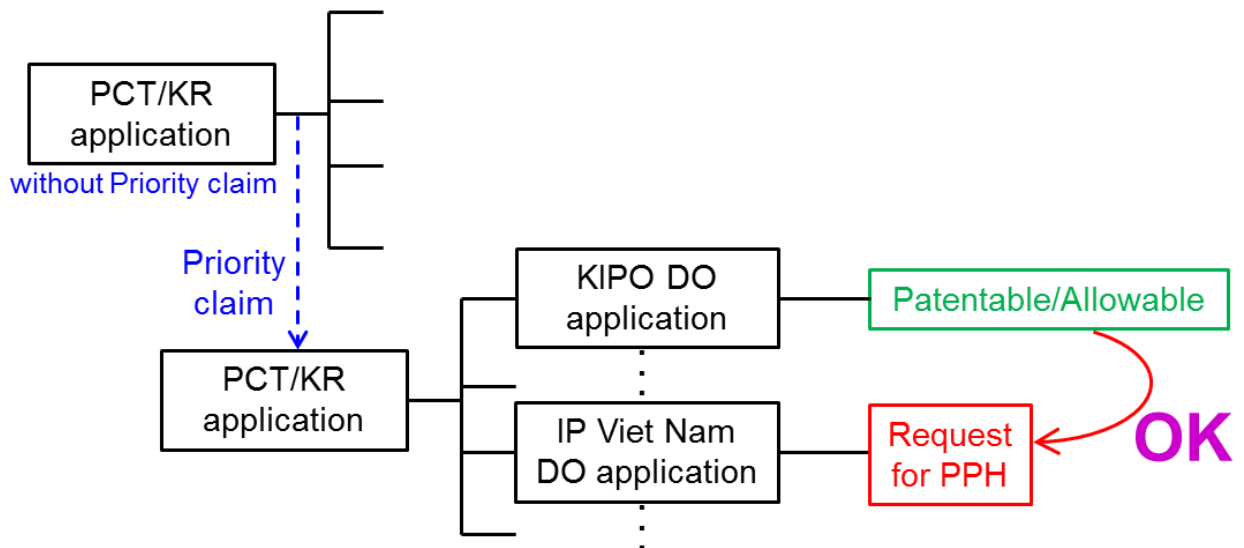 PCT/KR
application
without Priority claim
Priority
claim
KIPO DO
application
Patentable/Allowable
PCT/KR
application
IP Viet Nam
DO application
Request
for PPH
OK